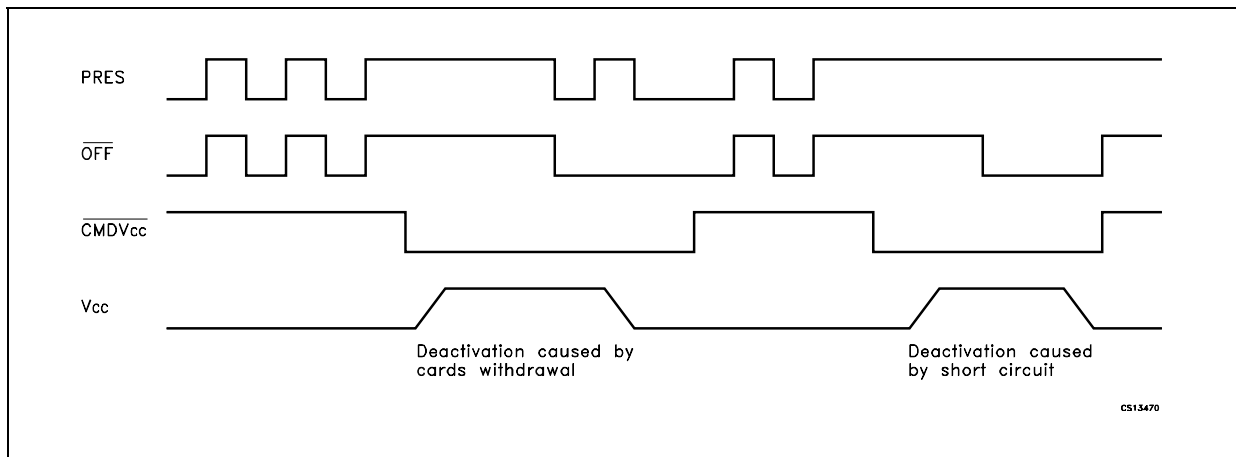 PRES
OFF
CMDVcc
Vcc
Deactivation caused by
cards withdrawal
Deactivation caused
by short circuit
CS13470